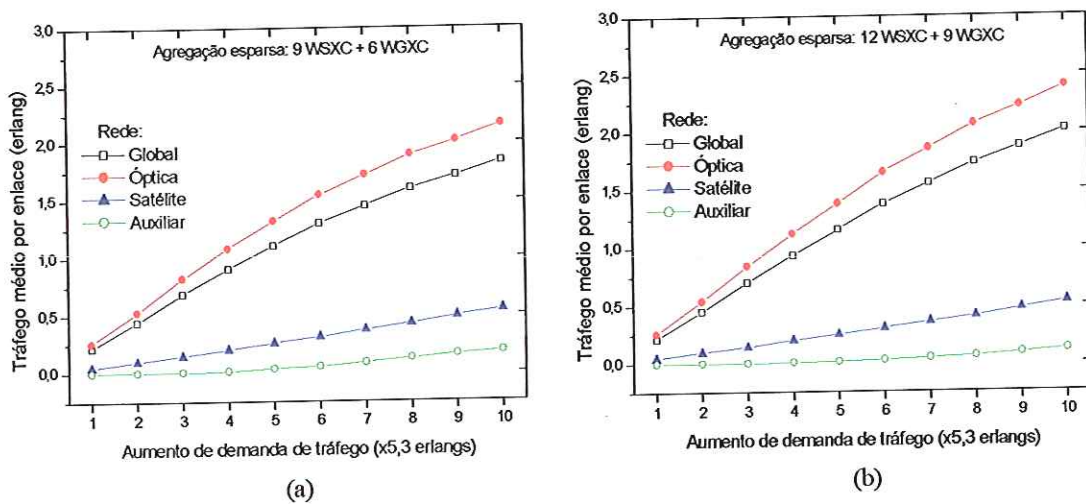 3,0
Agregação esparsa: 9 WSXC + 6 WGXC
2,5
Rede:
2,0
Global
Óptica
1,5
Satélite
Auxiliar
1,0
0,5
0,0
Tráfego médio por enlace (erlang)
1 2 3 4 5 6 7 8 9 10
Aumento de demanda de tráfego (x5,3 erlangs)
(a)
3,0
Agregação esparsa: 12 WSXC + 9 WGXC
2,5
Rede:
2,0
Global
Óptica
1,5
Satélite
Auxiliar
1,0
0,5
0,0
Tráfego médio por enlace (erlang)
1 2 3 4 5 6 7 8 9 10
Aumento de demanda de tráfego (x5,3 erlangs)
(b)